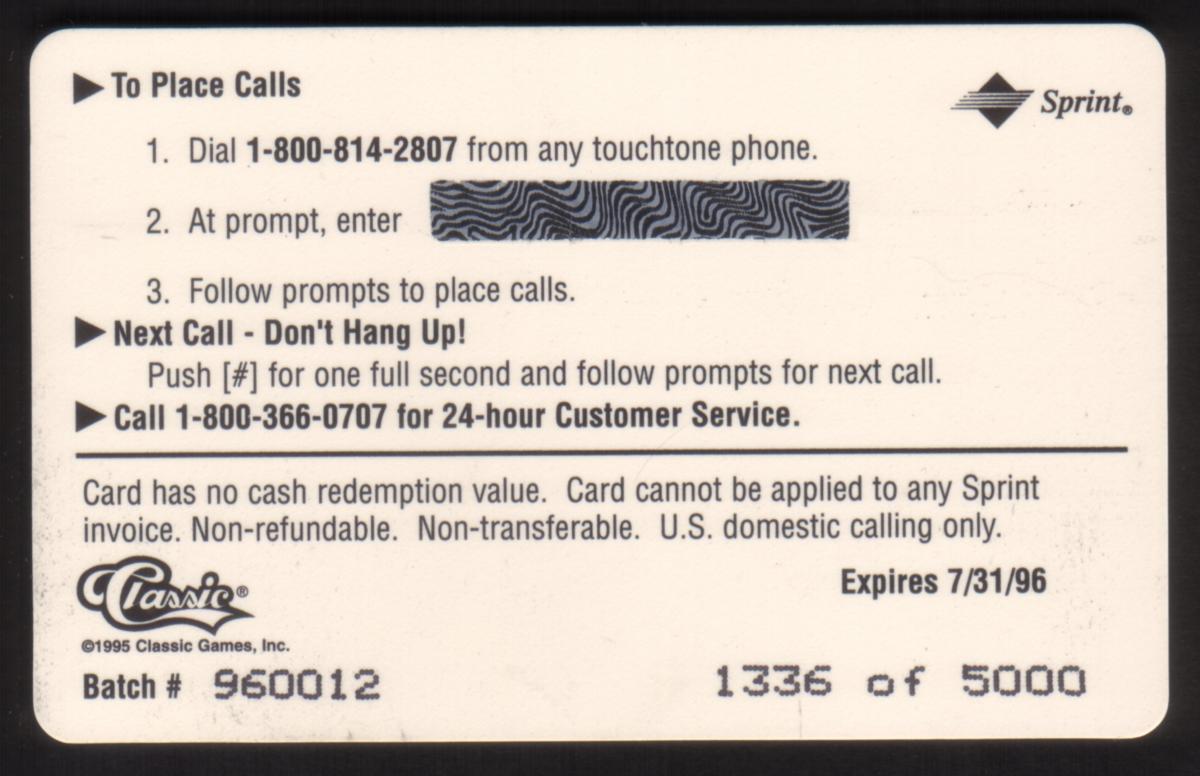 To Place Calls
Sprint®
1. Dial 1-800-814-2807 from any touchtone phone.
2. At prompt, enter
3. Follow prompts to place calls.
Next Call - Don't Hang Up!
Push [#] for one full second and follow prompts for next call.
Call 1-800-366-0707 for 24-hour Customer Service.
Card has no cash redemption value. Card cannot be applied to any Sprint
invoice. Non-refundable. Non-transferable. U.S. domestic calling only.
Classic®
Expires 7/31/96
©1995 Classic Games, Inc.
Batch # 960012
1336 of 5000